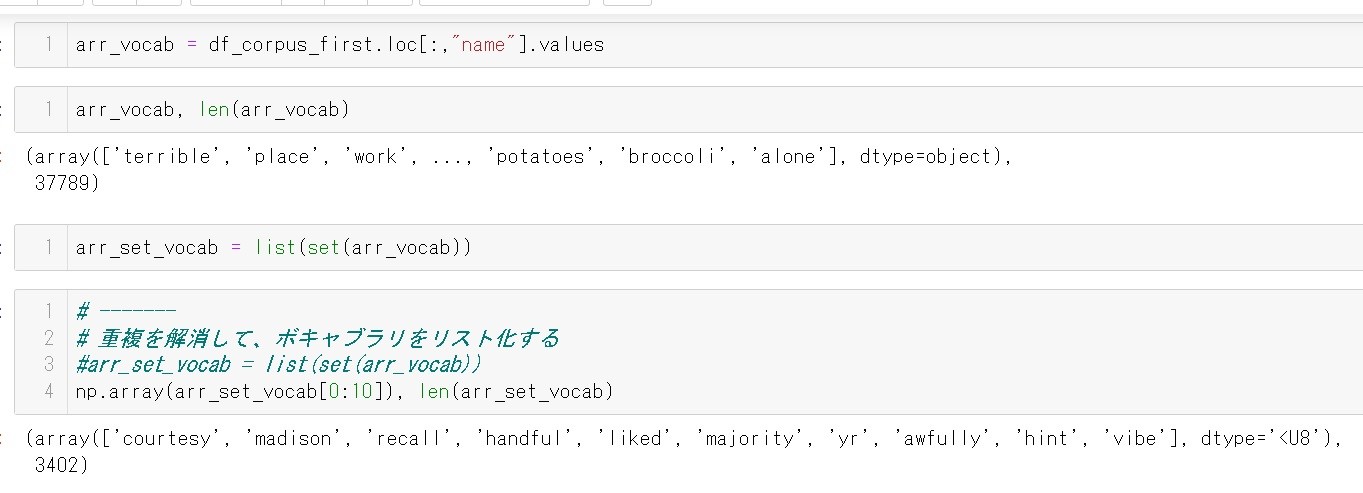 1 arr_vocab = df_corpus_first.loc[:,"name"].values
1 arr_vocab, len(arr_vocab)
(array(['terrible', 'place', 'work', ..., 'potatoes', 'broccoli', 'alone'], dtype=object),
37789)
1 arr_set_vocab = list(set(arr_vocab))
1 # -------
2 # 重複を解消して、ボキャブラリをリスト化する
3 #arr_set_vocab = list(set(arr_vocab))
4 np.array(arr_set_vocab[0:10]), len(arr_set_vocab)
(array(['courtesy', 'madison', 'recall', 'handful', 'liked', 'majority', 'yr', 'awfully', 'hint', 'vibe'], dtype='<U8'),
3402)